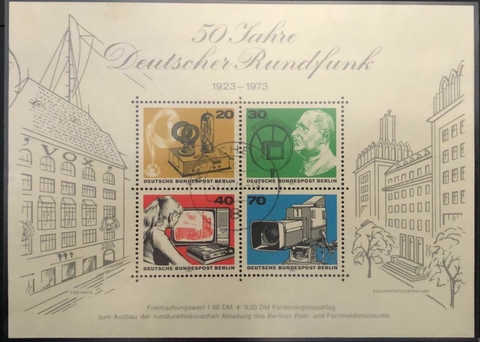 50 Jahre
Deutscher Rundfunk
1923-1973
20
30
DEUTSCHE BUNDESPOST BERLIN
DEUTSCHE BUNDESPOST BERLIN
VOX
40
70
DEUTSCHE BUNDESPOST BERLIN
DEUTSCHE BUNDESPOST BERLIN
Freimachungswert 1.60 DM + 0,20 DM Förderungszuschlag
zum Ausbau der rundfunkhistorischen Abteilung des Berliner Post- und Fernmeldemuseums